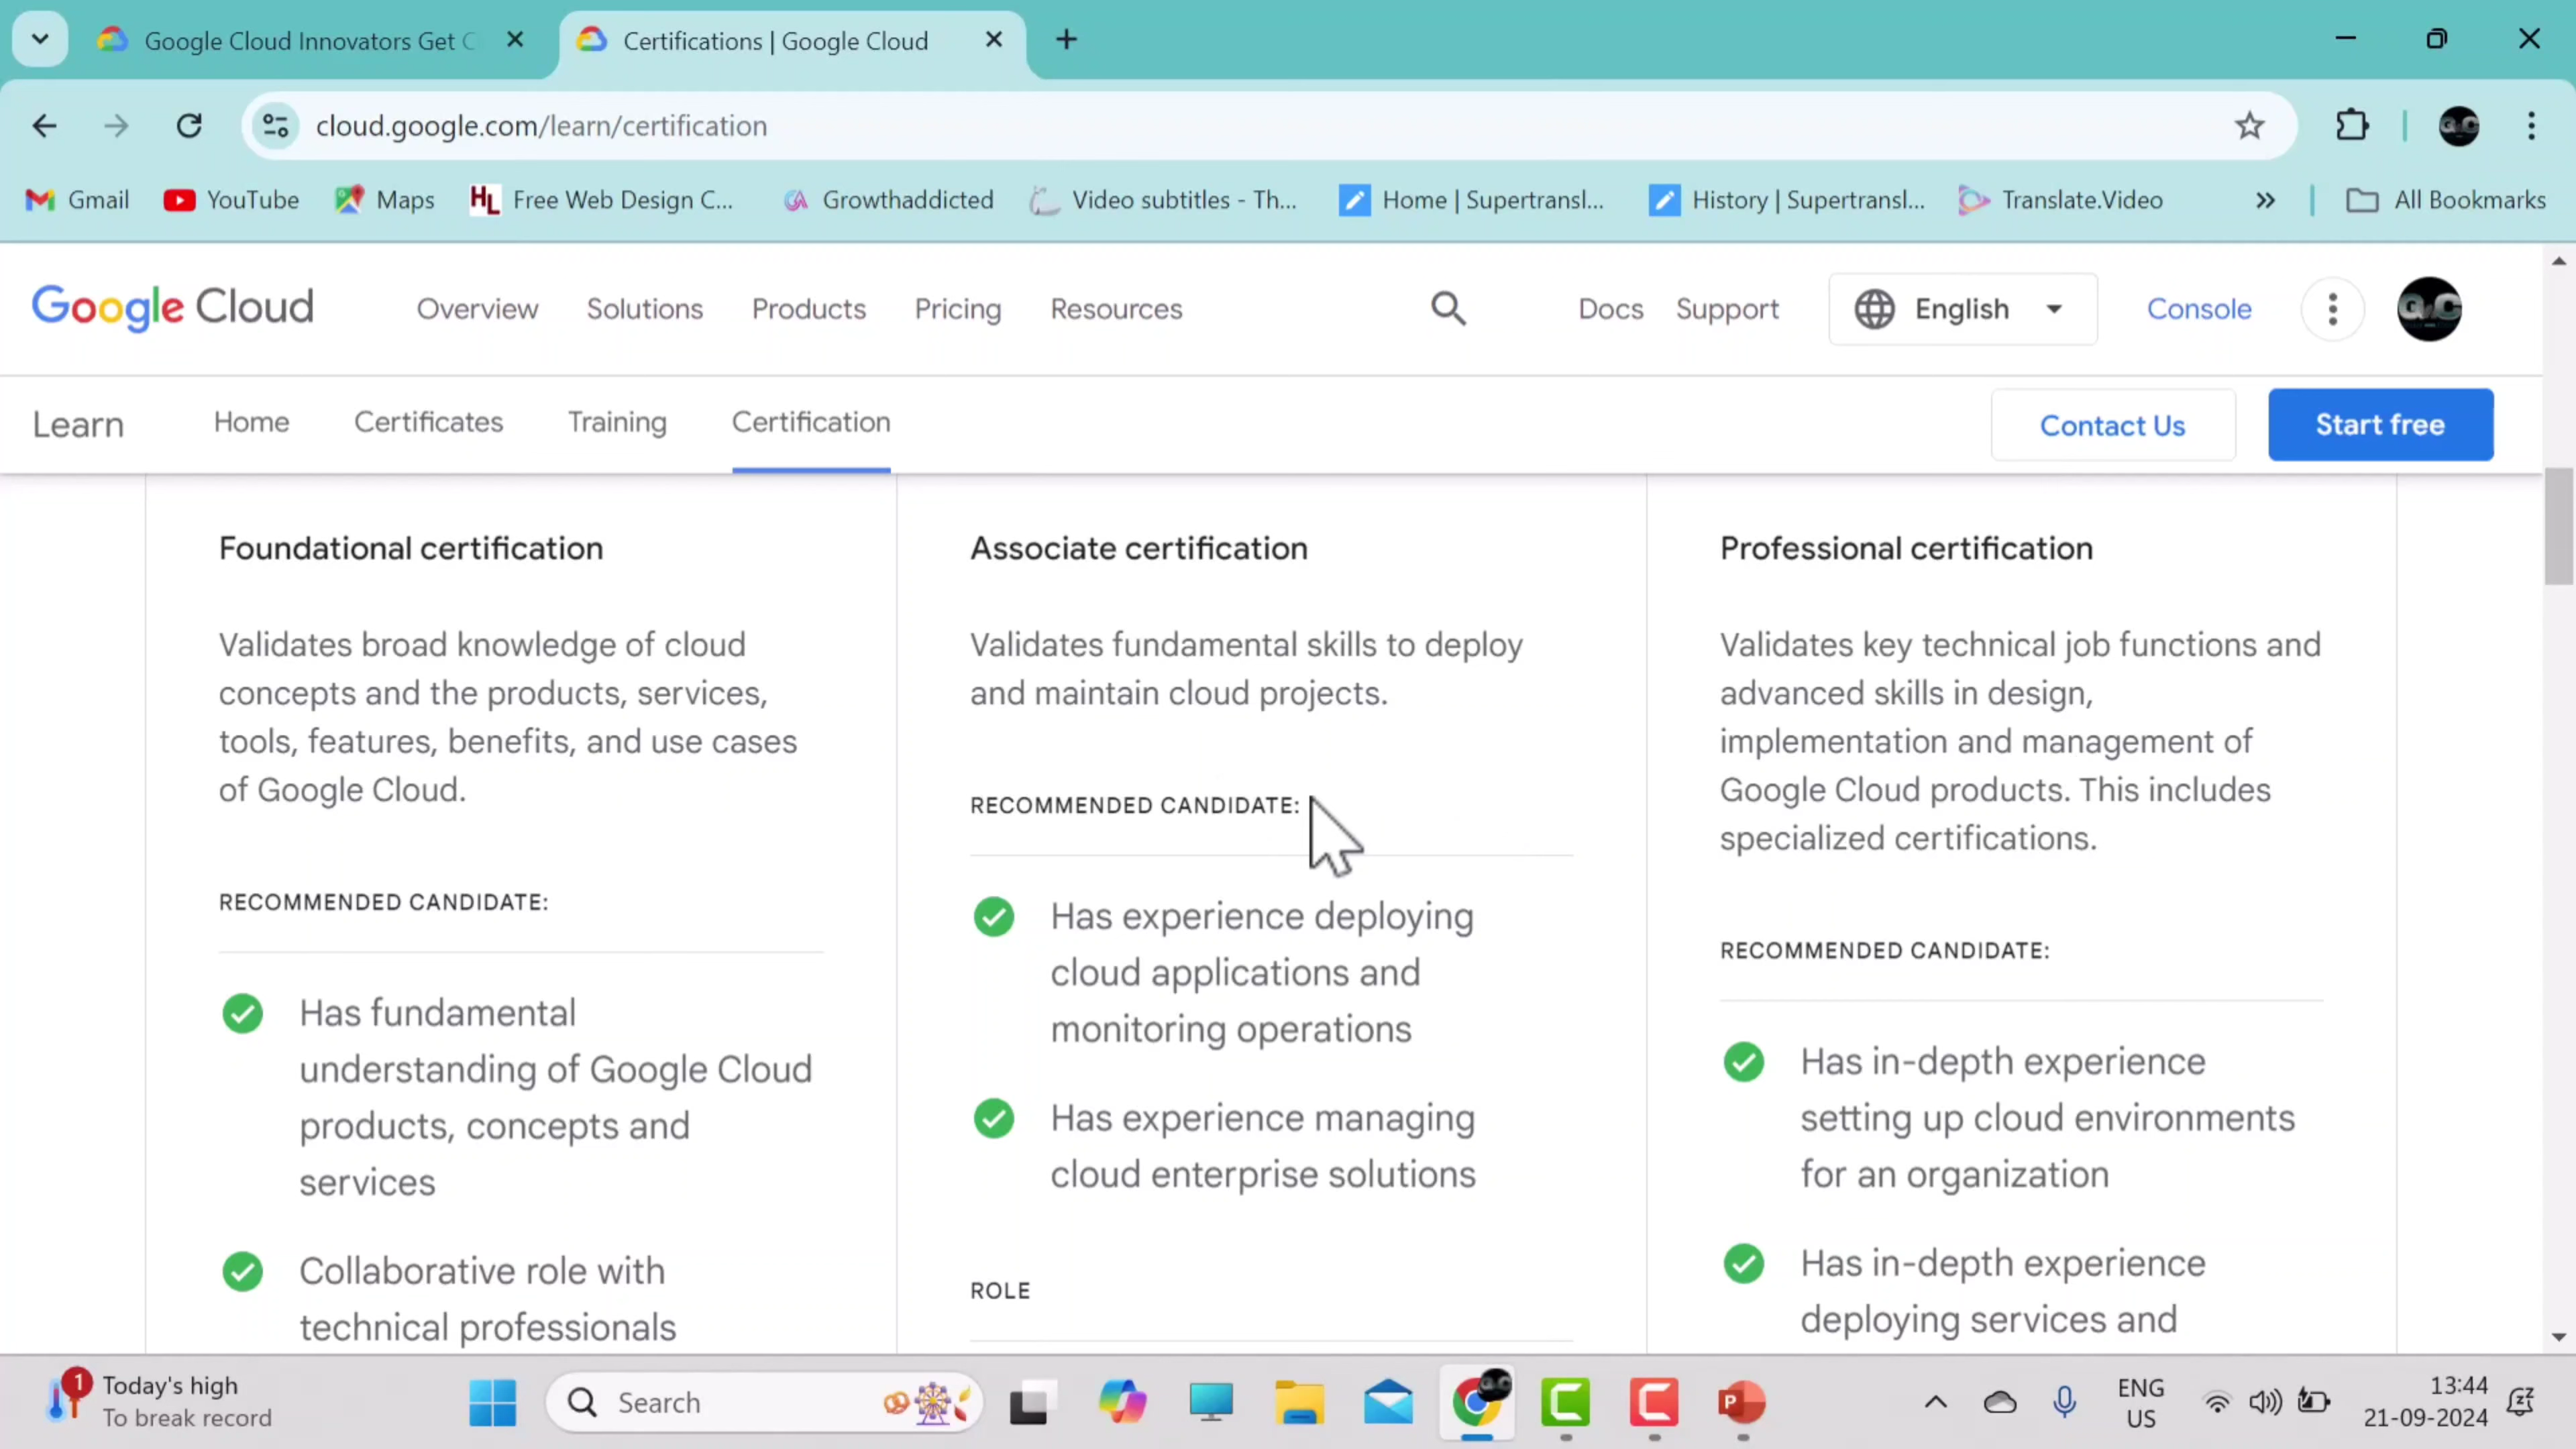 Google Cloud Innovators Get C
Certifications | Google Cloud
cloud.google.com/learn/certification
Gmail
YouTube
Maps
HL
Free Web Design C...
Growthaddicted
Video subtitles - Th...
Home | Supertransl...
History | Supertransl...
Translate.Video
All Bookmarks
Google Cloud
Overview
Solutions
Products
Pricing
Resources
Docs
Support
English
Console
Learn
Home
Certificates
Training
Certification
Contact Us
Start free
Foundational certification
Validates broad knowledge of cloud
concepts and the products, services,
tools, features, benefits, and use cases
of Google Cloud.
RECOMMENDED CANDIDATE:
Has fundamental
understanding of Google Cloud
products, concepts and
services
Collaborative role with
technical professionals
Associate certification
Validates fundamental skills to deploy
and maintain cloud projects.
RECOMMENDED CANDIDATE:
Has experience deploying
cloud applications and
monitoring operations
Has experience managing
cloud enterprise solutions
ROLE
Professional certification
Validates key technical job functions and
advanced skills in design,
implementation and management of
Google Cloud products. This includes
specialized certifications.
RECOMMENDED CANDIDATE:
Has in-depth experience
setting up cloud environments
for an organization
Has in-depth experience
deploying services and
1
Today's high
To break record
Search
P
ENG
US
13:44
21-09-2024